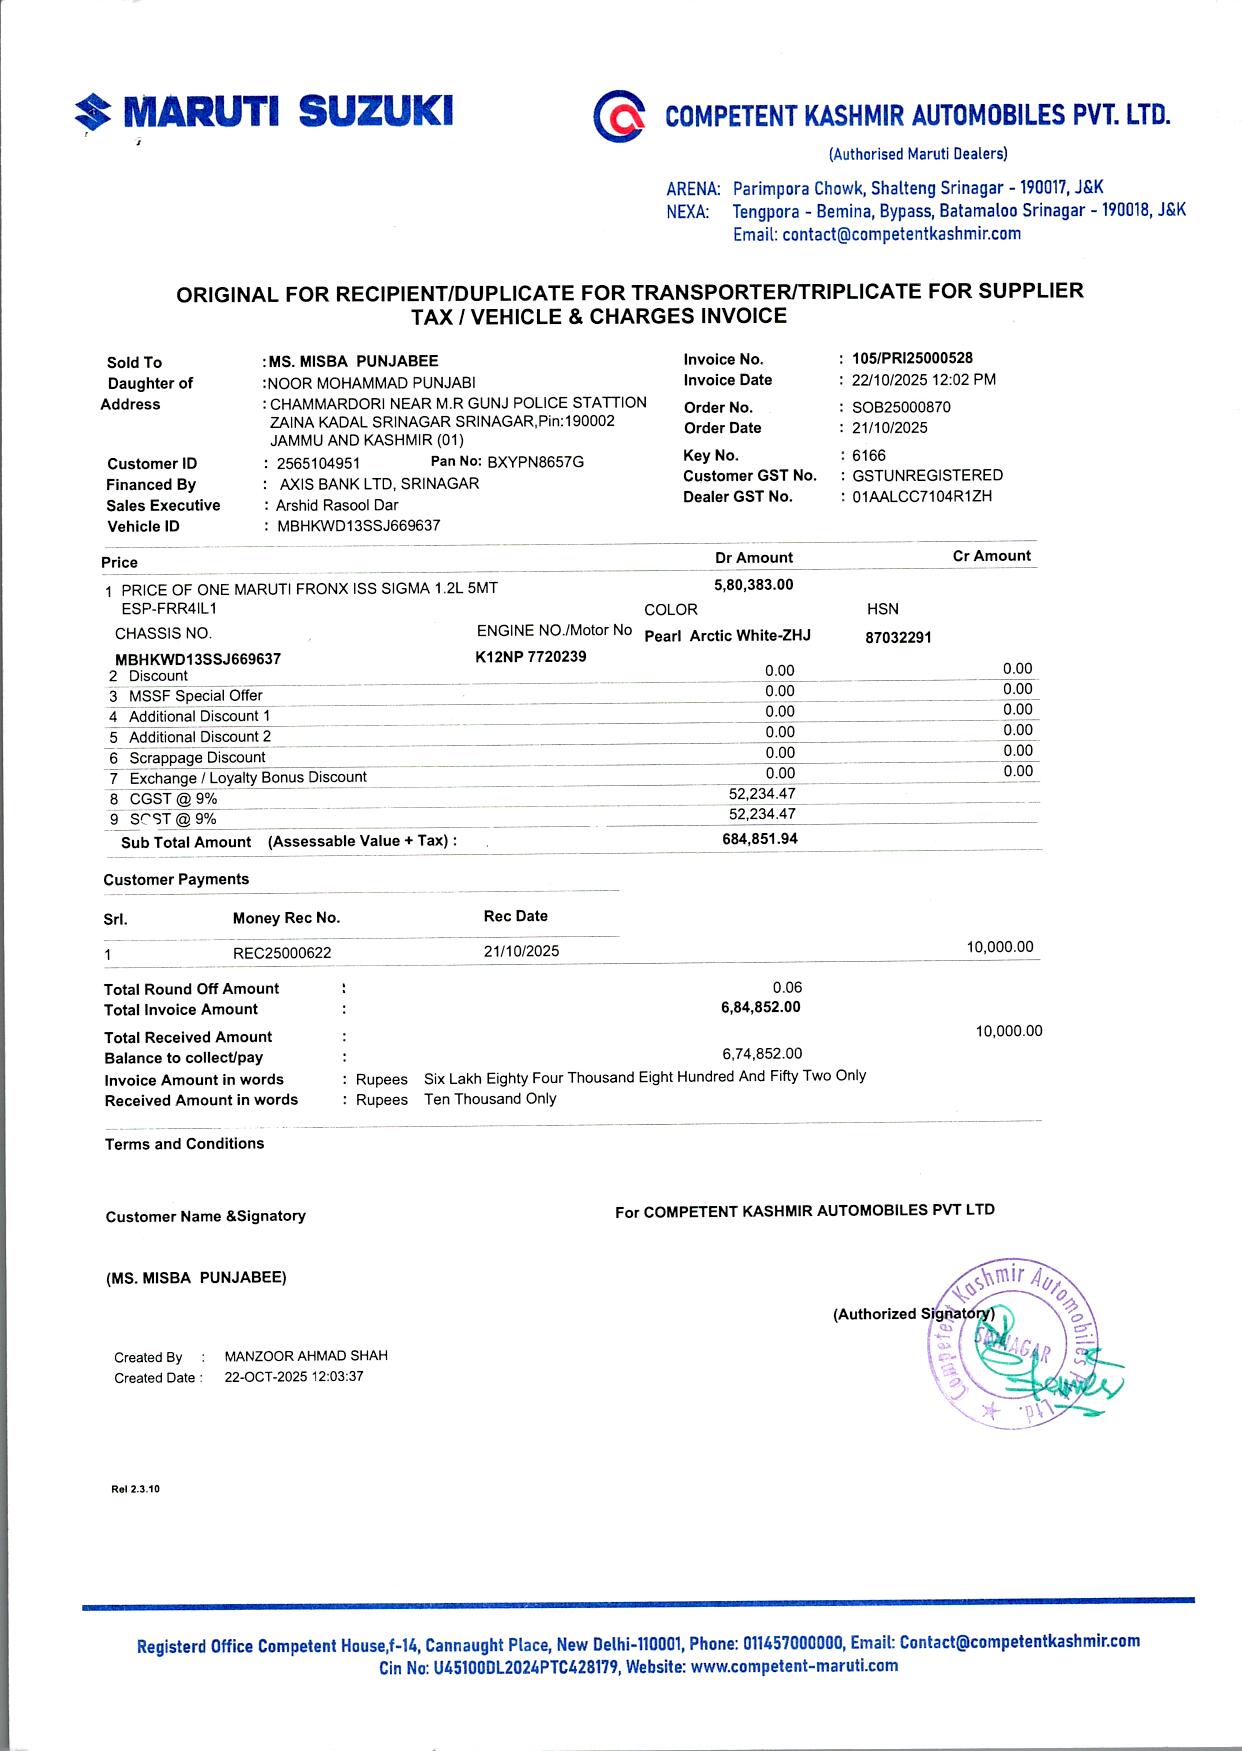 MARUTI SUZUKI
COMPETENT KASHMIR AUTOMOBILES PVT. LTD.
(Authorised Maruti Dealers)
ARENA: Parimpora Chowk, Shalteng Srinagar - 190017, J&K
NEXA: Tengpora - Bemina, Bypass, Batamaloo Srinagar - 190018, J&K
Email: contact@competentkashmir.com
ORIGINAL FOR RECIPIENT/DUPLICATE FOR TRANSPORTER/TRIPLICATE FOR SUPPLIER
TAX / VEHICLE & CHARGES INVOICE
Sold To :MS. MISBA PUNJABEE
Daughter of :NOOR MOHAMMAD PUNJABI
Address : CHAMMARDORI NEAR M.R GUNJ POLICE STATTION
ZAINA KADAL SRINAGAR SRINAGAR,Pin:190002
JAMMU AND KASHMIR (01)
Customer ID : 2565104951 Pan No: BXYPN8657G
Financed By : AXIS BANK LTD, SRINAGAR
Sales Executive : Arshid Rasool Dar
Vehicle ID : MBHKWD13SSJ669637
Invoice No. : 105/PRI25000528
Invoice Date : 22/10/2025 12:02 PM
Order No. : SOB25000870
Order Date : 21/10/2025
Key No. : 6166
Customer GST No. : GSTUNREGISTERED
Dealer GST No. : 01AALCC7104R1ZH
Price Dr Amount Cr Amount
1 PRICE OF ONE MARUTI FRONX ISS SIGMA 1.2L 5MT 5,80,383.00
ESP-FRR4IL1 COLOR HSN
CHASSIS NO. ENGINE NO./Motor No Pearl Arctic White-ZHJ 87032291
MBHKWD13SSJ669637 K12NP 7720239
2 Discount 0.00 0.00
3 MSSF Special Offer 0.00 0.00
4 Additional Discount 1 0.00 0.00
5 Additional Discount 2 0.00 0.00
6 Scrappage Discount 0.00 0.00
7 Exchange / Loyalty Bonus Discount 0.00 0.00
8 CGST @ 9% 52,234.47
9 SGST @ 9% 52,234.47
Sub Total Amount (Assessable Value + Tax) : 684,851.94
Customer Payments
Srl. Money Rec No. Rec Date
1 REC25000622 21/10/2025 10,000.00
Total Round Off Amount : 0.06
Total Invoice Amount : 6,84,852.00
Total Received Amount : 10,000.00
Balance to collect/pay : 6,74,852.00
Invoice Amount in words : Rupees Six Lakh Eighty Four Thousand Eight Hundred And Fifty Two Only
Received Amount in words : Rupees Ten Thousand Only
Terms and Conditions
Customer Name &Signatory
For COMPETENT KASHMIR AUTOMOBILES PVT LTD
(MS. MISBA PUNJABEE)
(Authorized Signatory)
Competent Kashmir Automobiles Pvt. Ltd.
SRINAGAR
Created By : MANZOOR AHMAD SHAH
Created Date : 22-OCT-2025 12:03:37
Rel 2.3.10
Registerd Office Competent House,f-14, Cannaught Place, New Delhi-110001, Phone: 011457000000, Email: Contact@competentkashmir.com
Cin No: U45100DL2024PTC428179, Website: www.competent-maruti.com